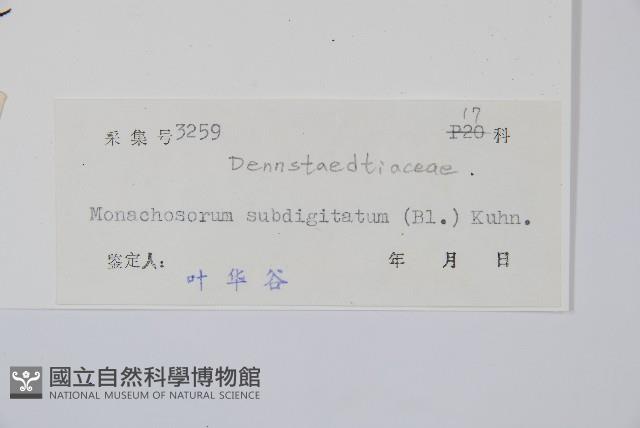 采集号3259 17 P20 科
Dennstaedtiaceae.
Monachosorum subdigitatum (Bl.) Kuhn.
鉴定人: 叶华谷 年 月 日
國立自然科學博物館
NATIONAL MUSEUM OF NATURAL SCIENCE